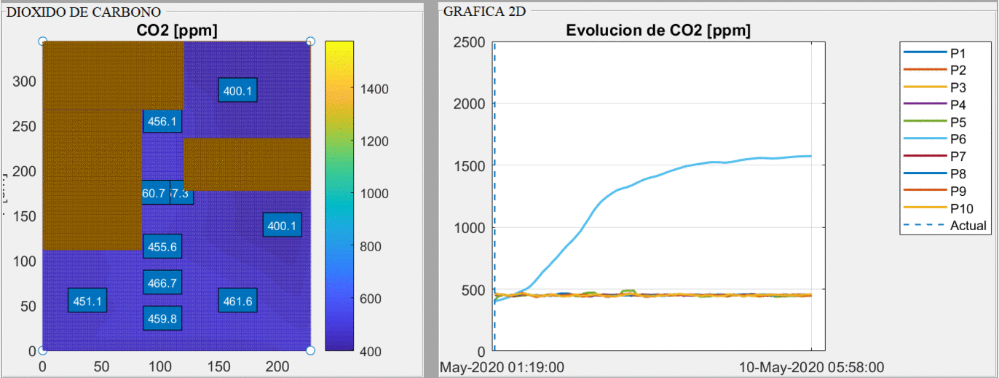 DIOXIDO DE CARBONO
CO2 [ppm]
300
250
200
150
100
50
0
0 50 100 150 200
400.1
456.1
60.7 7.3
400.1
455.6
466.7
451.1 461.6
459.8
1400
1200
1000
800
600
400
GRAFICA 2D
Evolucion de CO2 [ppm]
2500
2000
1500
1000
500
0
May-2020 01:19:00 10-May-2020 05:58:00
P1
P2
P3
P4
P5
P6
P7
P8
P9
P10
Actual